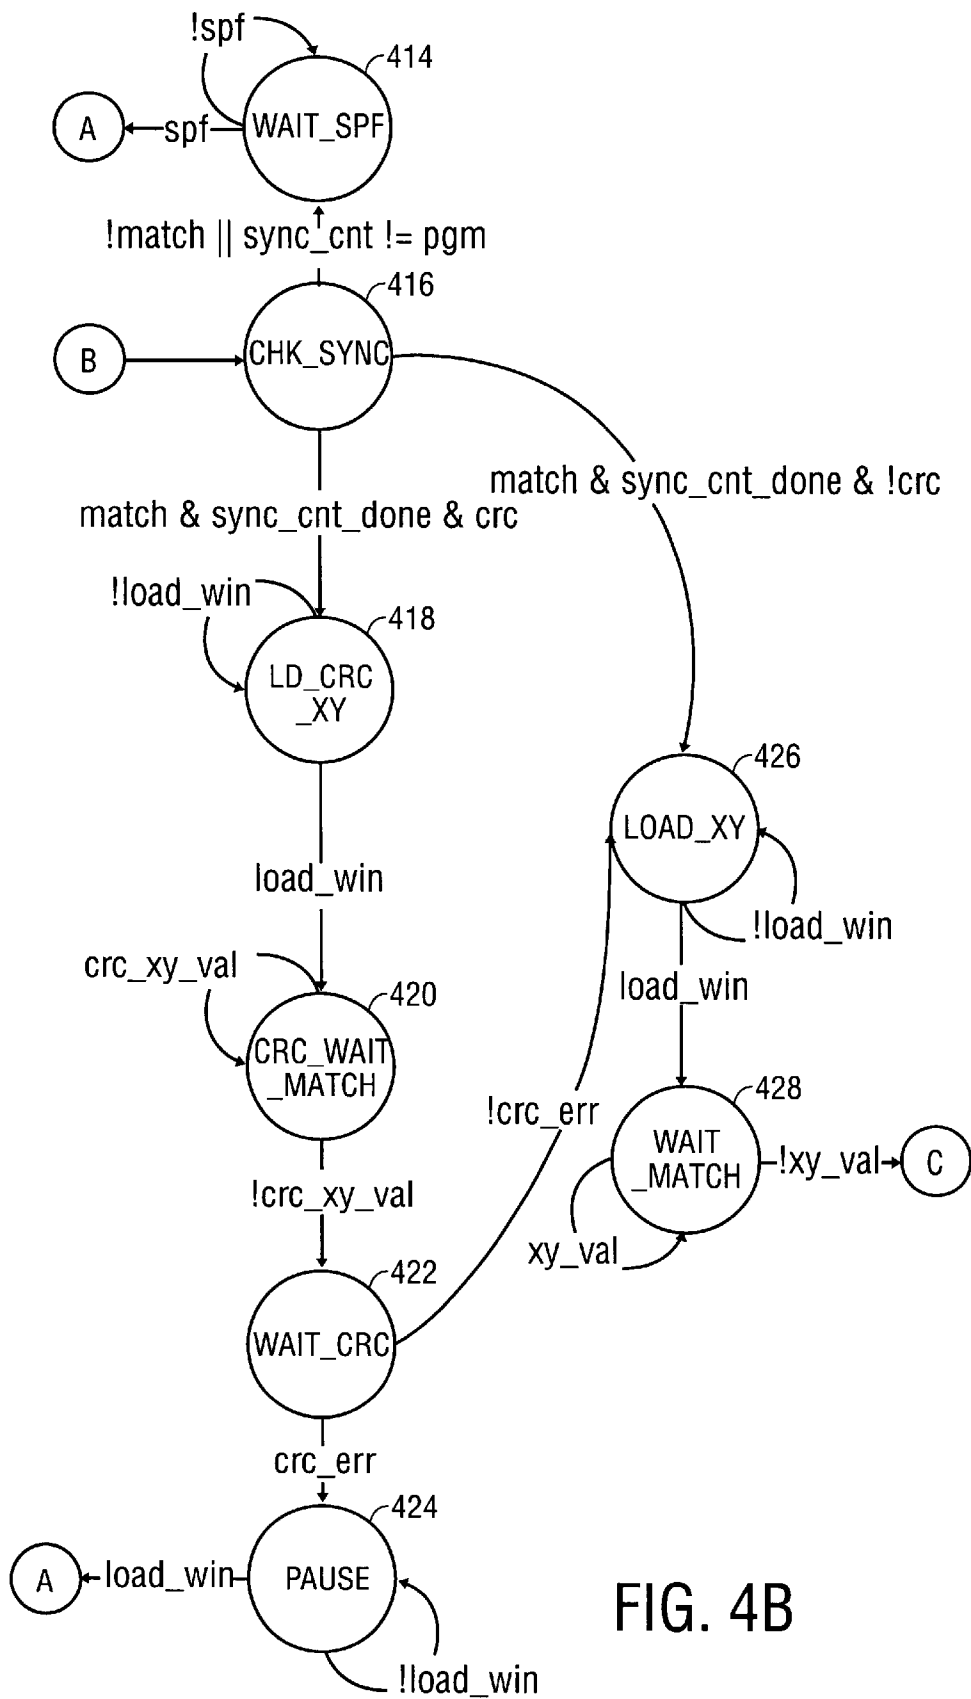 !spf
414
WAIT_SPF
A
spf
!match || sync_cnt != pgm
416
CHK_SYNC
B
match & sync_cnt_done & !crc
match & sync_cnt_done & crc
!load_win
418
LD_CRC
_XY
426
LOAD_XY
load_win
!load_win
crc_xy_val
load_win
420
CRC_WAIT
_MATCH
428
!crc_err
WAIT
_MATCH
!xy_val
C
!crc_xy_val
xy_val
422
WAIT_CRC
crc_err
424
PAUSE
load_win
A
FIG. 4B
!load_win